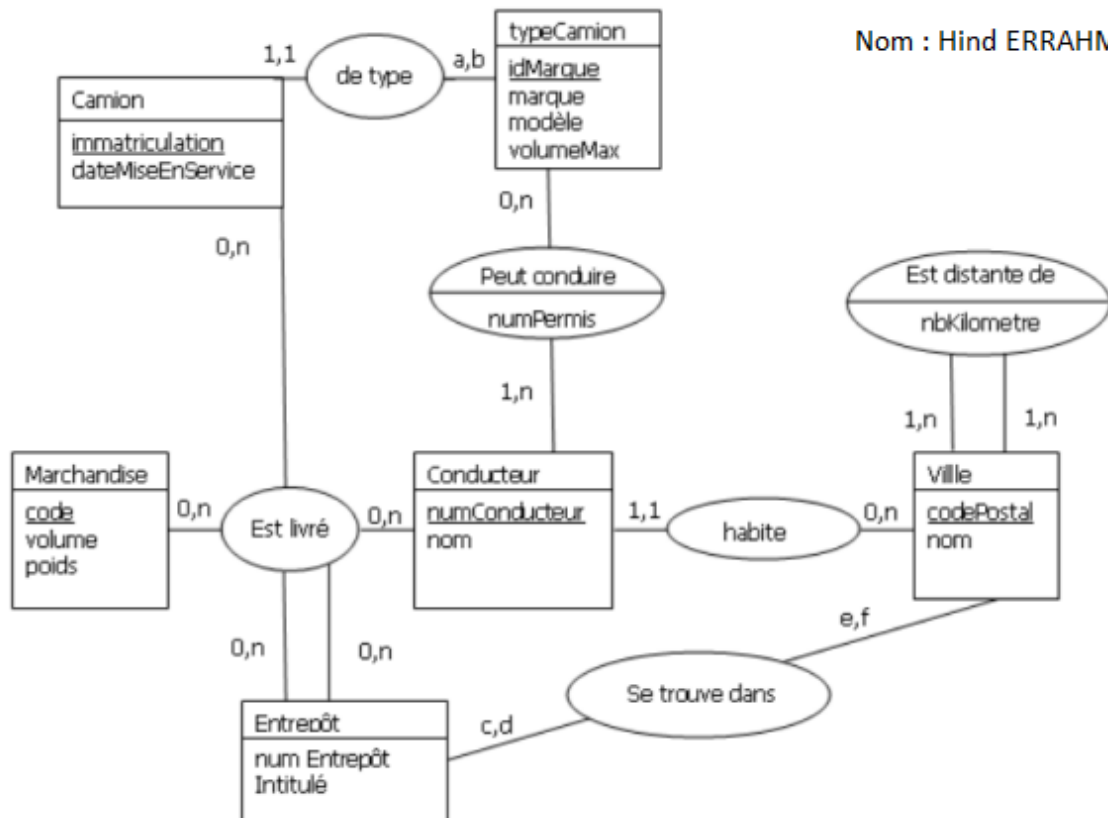 Nom : Hind ERRAHM
typeCamion
idMarque
marque
modèle
volumeMax
1,1
de type
a,b
Camion
immatriculation
dateMiseEnService
0,n
0,n
Peut conduire
numPermis
Est distante de
nbKilometre
1,n
1,n
1,n
Marchandise
code
volume
poids
0,n
Est livré
0,n
Conducteur
numConducteur
nom
1,1
habite
0,n
Villle
codePostal
nom
0,n
0,n
e,f
Se trouve dans
c,d
Entrepôt
num Entrepôt
Intitulé